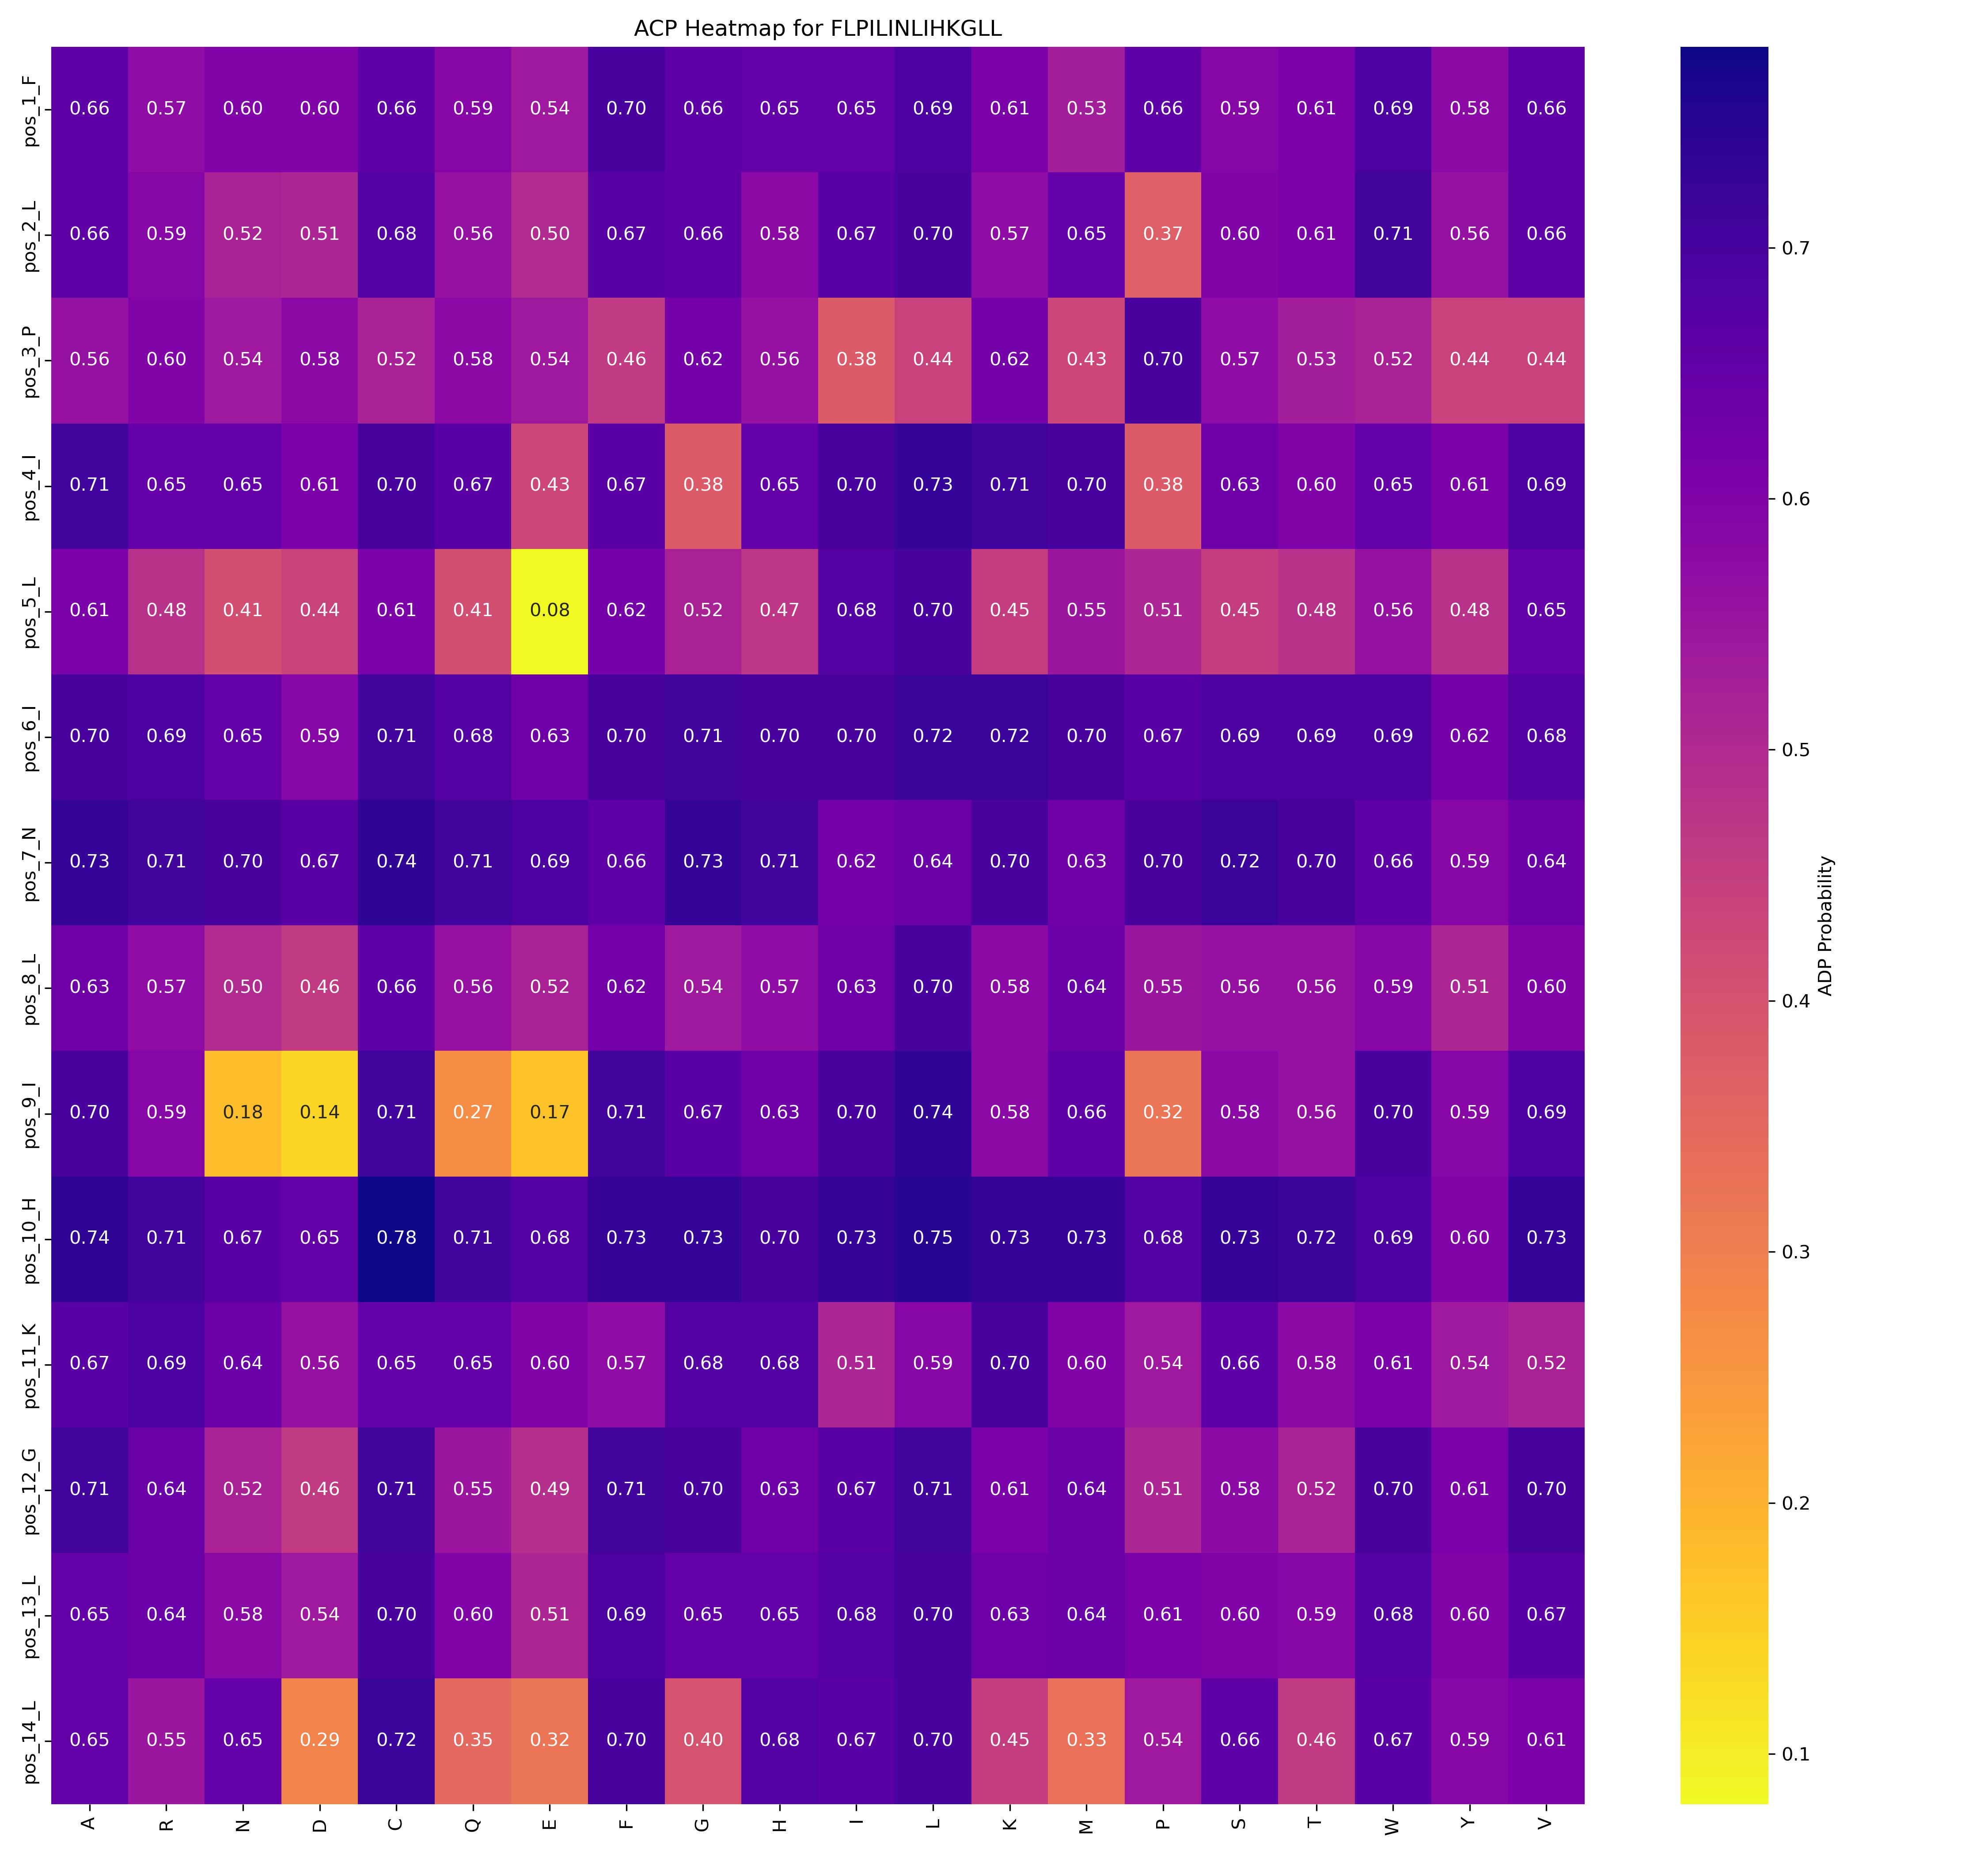 ACP Heatmap for FLPILINLIHKGLL
pos_1_F 0.66 0.57 0.60 0.60 0.66 0.59 0.54 0.70 0.66 0.65 0.65 0.69 0.61 0.53 0.66 0.59 0.61 0.69 0.58 0.66
pos_2_L 0.66 0.59 0.52 0.51 0.68 0.56 0.50 0.67 0.66 0.58 0.67 0.70 0.57 0.65 0.37 0.60 0.61 0.71 0.56 0.66
pos_3_P 0.56 0.60 0.54 0.58 0.52 0.58 0.54 0.46 0.62 0.56 0.38 0.44 0.62 0.43 0.70 0.57 0.53 0.52 0.44 0.44
pos_4_I 0.71 0.65 0.65 0.61 0.70 0.67 0.43 0.67 0.38 0.65 0.70 0.73 0.71 0.70 0.38 0.63 0.60 0.65 0.61 0.69
pos_5_L 0.61 0.48 0.41 0.44 0.61 0.41 0.08 0.62 0.52 0.47 0.68 0.70 0.45 0.55 0.51 0.45 0.48 0.56 0.48 0.65
pos_6_I 0.70 0.69 0.65 0.59 0.71 0.68 0.63 0.70 0.71 0.70 0.70 0.72 0.72 0.70 0.67 0.69 0.69 0.69 0.62 0.68
pos_7_N 0.73 0.71 0.70 0.67 0.74 0.71 0.69 0.66 0.73 0.71 0.62 0.64 0.70 0.63 0.70 0.72 0.70 0.66 0.59 0.64
pos_8_L 0.63 0.57 0.50 0.46 0.66 0.56 0.52 0.62 0.54 0.57 0.63 0.70 0.58 0.64 0.55 0.56 0.56 0.59 0.51 0.60
pos_9_I 0.70 0.59 0.18 0.14 0.71 0.27 0.17 0.71 0.67 0.63 0.70 0.74 0.58 0.66 0.32 0.58 0.56 0.70 0.59 0.69
pos_10_H 0.74 0.71 0.67 0.65 0.78 0.71 0.68 0.73 0.73 0.70 0.73 0.75 0.73 0.73 0.68 0.73 0.72 0.69 0.60 0.73
pos_11_K 0.67 0.69 0.64 0.56 0.65 0.65 0.60 0.57 0.68 0.68 0.51 0.59 0.70 0.60 0.54 0.66 0.58 0.61 0.54 0.52
pos_12_G 0.71 0.64 0.52 0.46 0.71 0.55 0.49 0.71 0.70 0.63 0.67 0.71 0.61 0.64 0.51 0.58 0.52 0.70 0.61 0.70
pos_13_L 0.65 0.64 0.58 0.54 0.70 0.60 0.51 0.69 0.65 0.65 0.68 0.70 0.63 0.64 0.61 0.60 0.59 0.68 0.60 0.67
pos_14_L 0.65 0.55 0.65 0.29 0.72 0.35 0.32 0.70 0.40 0.68 0.67 0.70 0.45 0.33 0.54 0.66 0.46 0.67 0.59 0.61
A R N D C Q E F G H I L K M P S T W Y V
0.7
0.6
0.5
0.4
0.3
0.2
0.1
ADP Probability